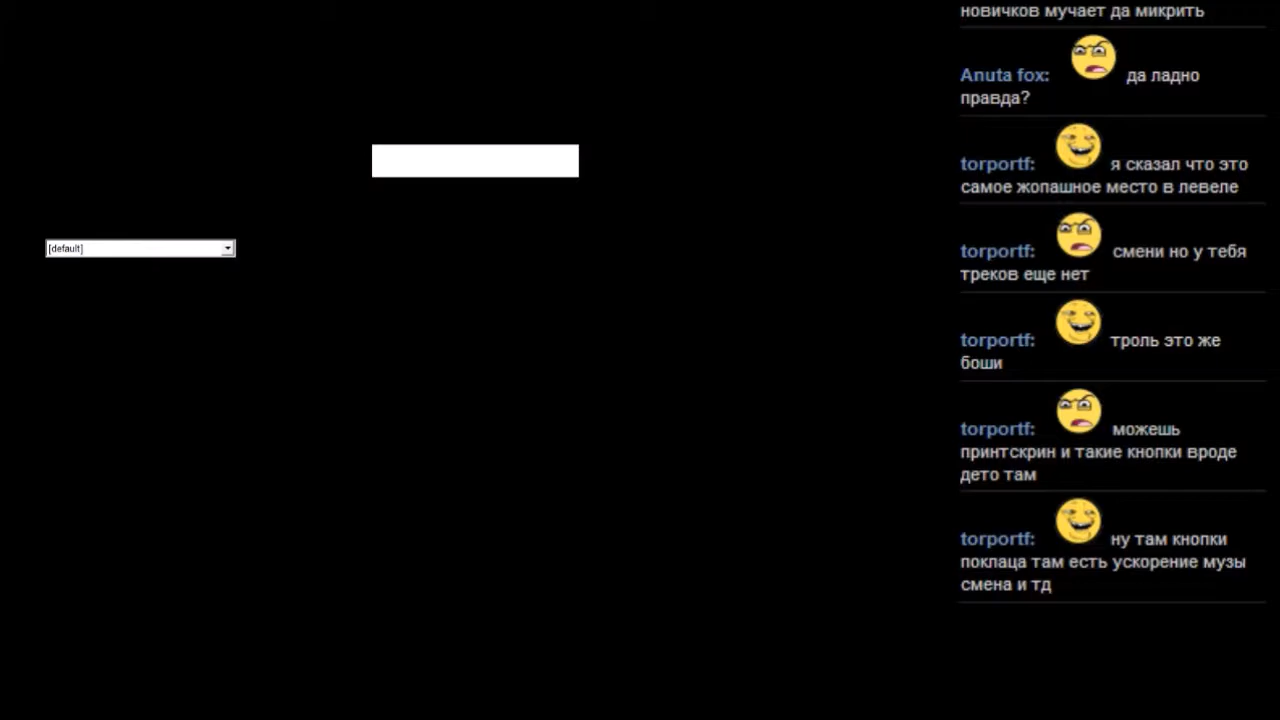 новичков мучает да микрить
Anuta fox: да ладно
правда?
torportf: я сказал что это
самое жопашное место в левеле
[default]
torportf: смени но у тебя
треков еще нет
torportf: троль это же
боши
torportf: можешь
принтскрин и такие кнопки вроде
дето там
torportf: ну там кнопки
поклаца там есть ускорение музы
смена и тд